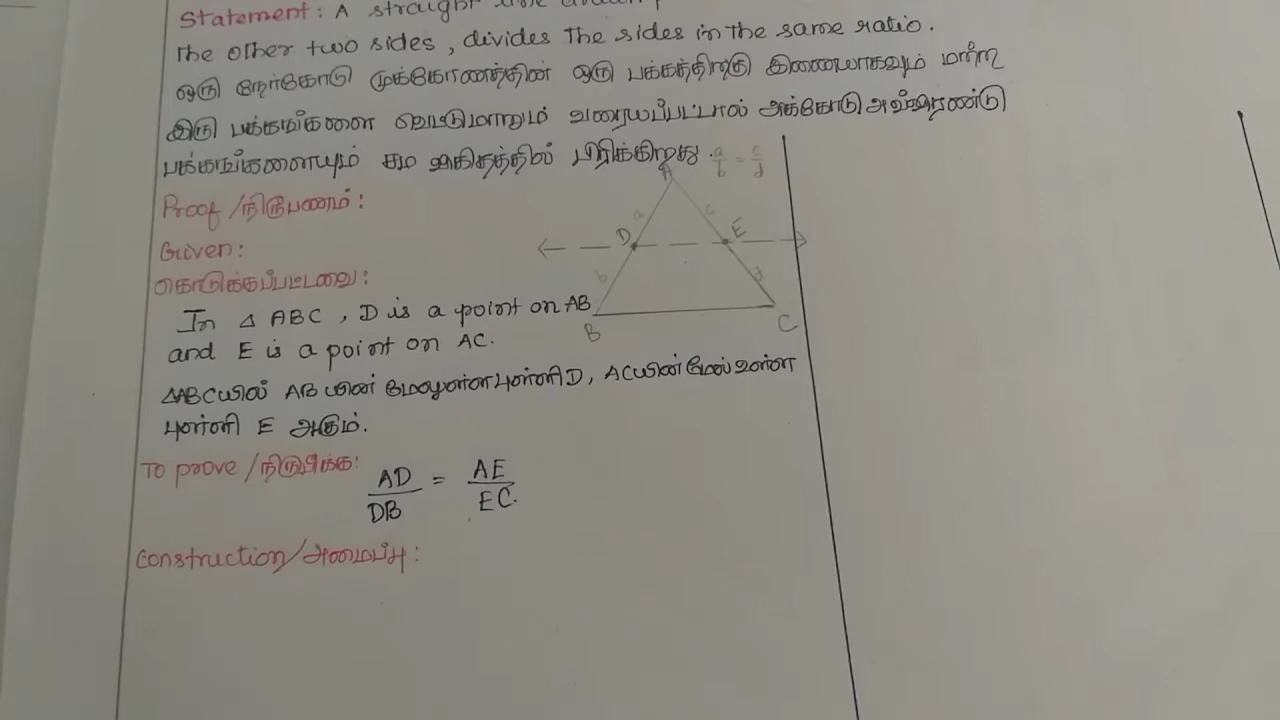 Statement: A straight line
the other two sides, divides the sides in the same ratio.
ஒரு நேர்கோடு முக்கோணத்தின் ஒரு பக்கத்திற்கு இணையாகவும் மற்ற
இரு பக்கங்களை வெட்டுமாறும் வரையப்பட்டால் அக்கோடு அவ்விரண்டு
பக்கங்களையும் சம விகிதத்தில் பிரிக்கிறது.
a/b = c/d
Proof/நிரூபணம்:
A
a
c
D
E
b
d
B
C
Given:
கொடுக்கப்பட்டவை:
In Δ ABC, D is a point on AB
and E is a point on AC.
ΔABCயில் AB யின் மேலுள்ள புள்ளி D, ACயின் மேல் உள்ள
புள்ளி E ஆகும்.
To prove/நிரூபிக்க:
AD/DB = AE/EC.
Construction/அமைப்பு: